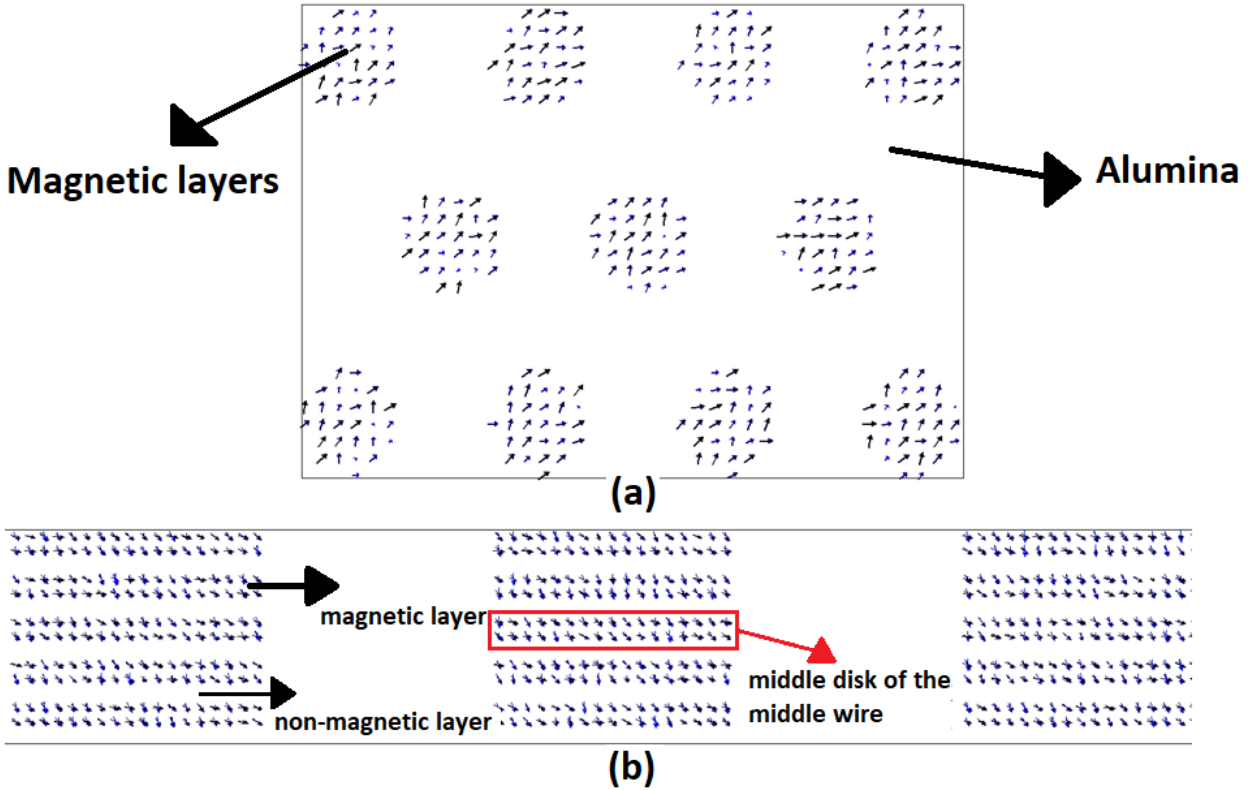 Magnetic layers
Alumina
(a)
magnetic layer
non-magnetic layer
middle disk of the
middle wire
(b)